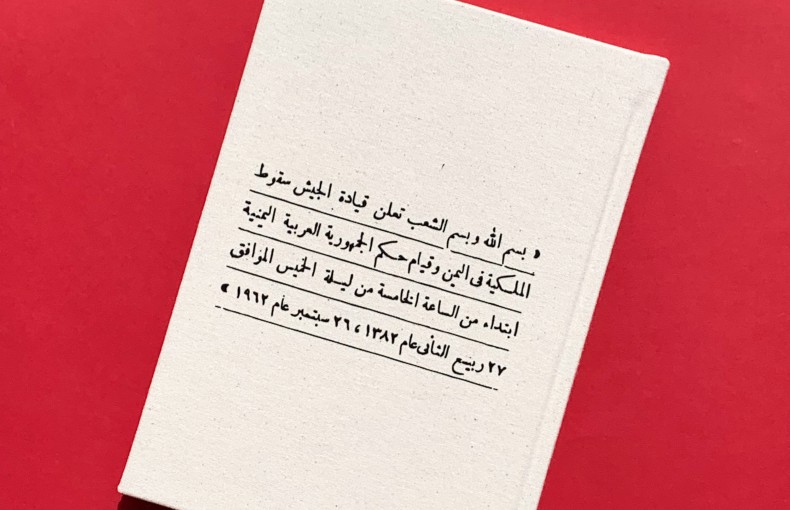 « بسم الله وبسم الشعب تعلن قيادة الجيش سقوط
الملكية فى اليمن وقيام حكم الجمهورية العربية اليمنية
ابتداء من الساعة الخامسة من ليلة الخميس الموافق
٢٧ ربيع الثانى عام ١٣٨٢ ، ٢٦ سبتمبر عام ١٩٦٢ »